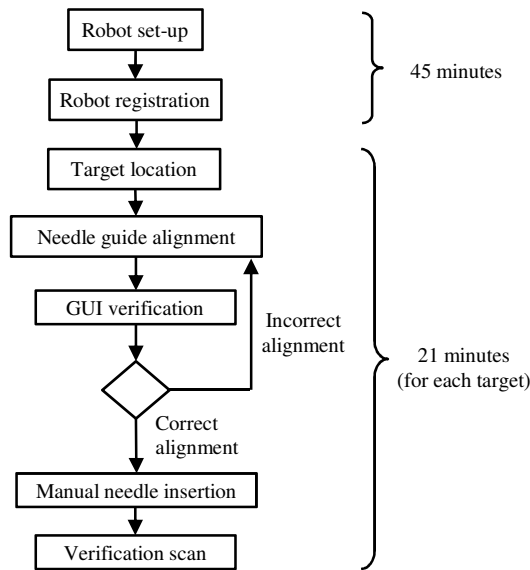 Robot set-up
45 minutes
Robot registration
Target location
Needle guide alignment
GUI verification
Incorrect
alignment
21 minutes
(for each target)
Correct
alignment
Manual needle insertion
Verification scan